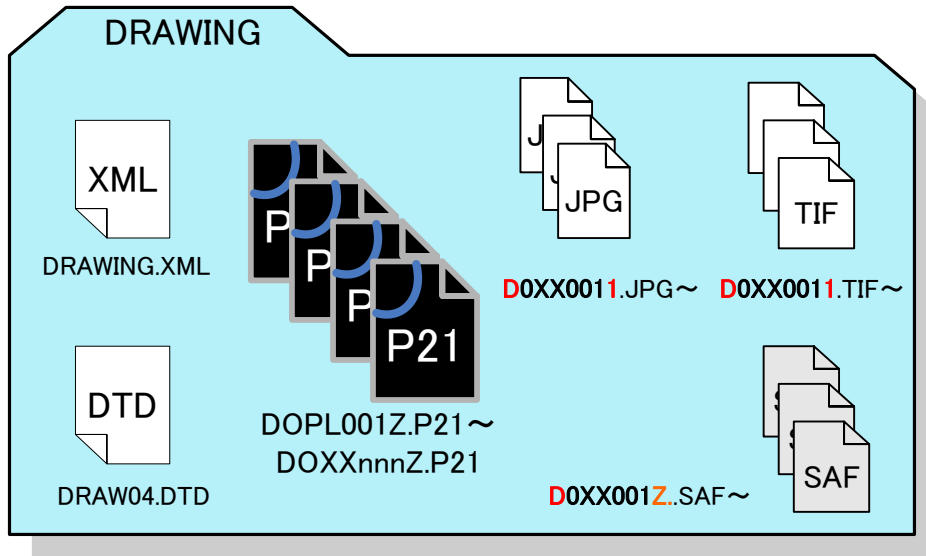 DRAWING
XML
DRAWING.XML
DTD
DRAW04.DTD
P
P
P
P21
DOPL001Z.P21～
DOXXnnnZ.P21
J
J
JPG
D0XX0011.JPG～
TIF
D0XX0011.TIF～
S
S
SAF
D0XX001Z..SAF～